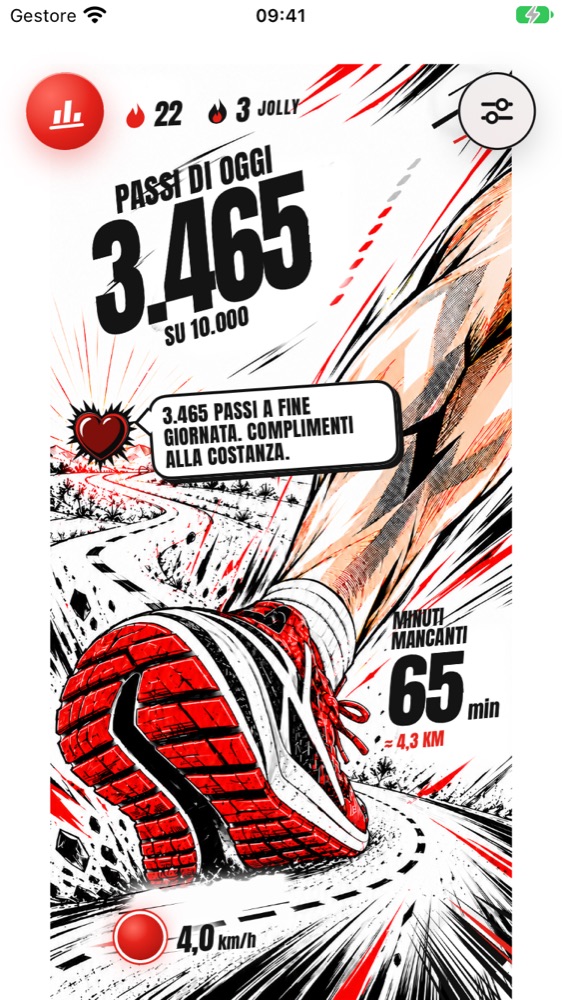 Gestore 09:41
22 3 JOLLY
PASSI DI OGGI
3.465
SU 10.000
3.465 PASSI A FINE
GIORNATA. COMPLIMENTI
ALLA COSTANZA.
MINUTI
MANCANTI
65 min
≈ 4,3 KM
4,0 km/h